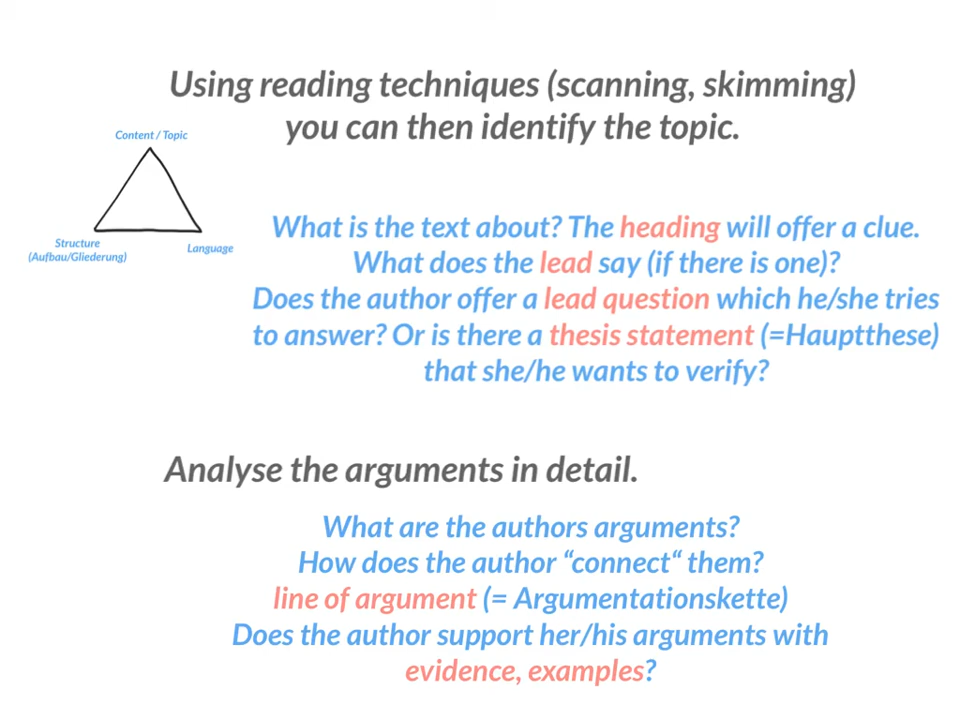 Using reading techniques (scanning, skimming)
you can then identify the topic.
Content / Topic
Structure
(Aufbau/Gliederung)
Language
What is the text about? The heading will offer a clue.
What does the lead say (if there is one)?
Does the author offer a lead question which he/she tries
to answer? Or is there a thesis statement (=Hauptthese)
that she/he wants to verify?
Analyse the arguments in detail.
What are the authors arguments?
How does the author “connect“ them?
line of argument (= Argumentationskette)
Does the author support her/his arguments with
evidence, examples?